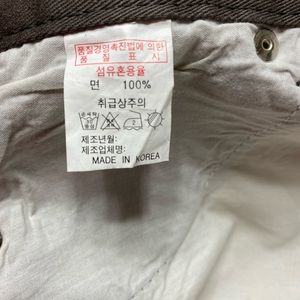 품질경영촉진법에 의한
품 질 표 시
섬유혼용율
면 100%
취급상주의
제조년월:
제조업체명:
MADE IN KOREA